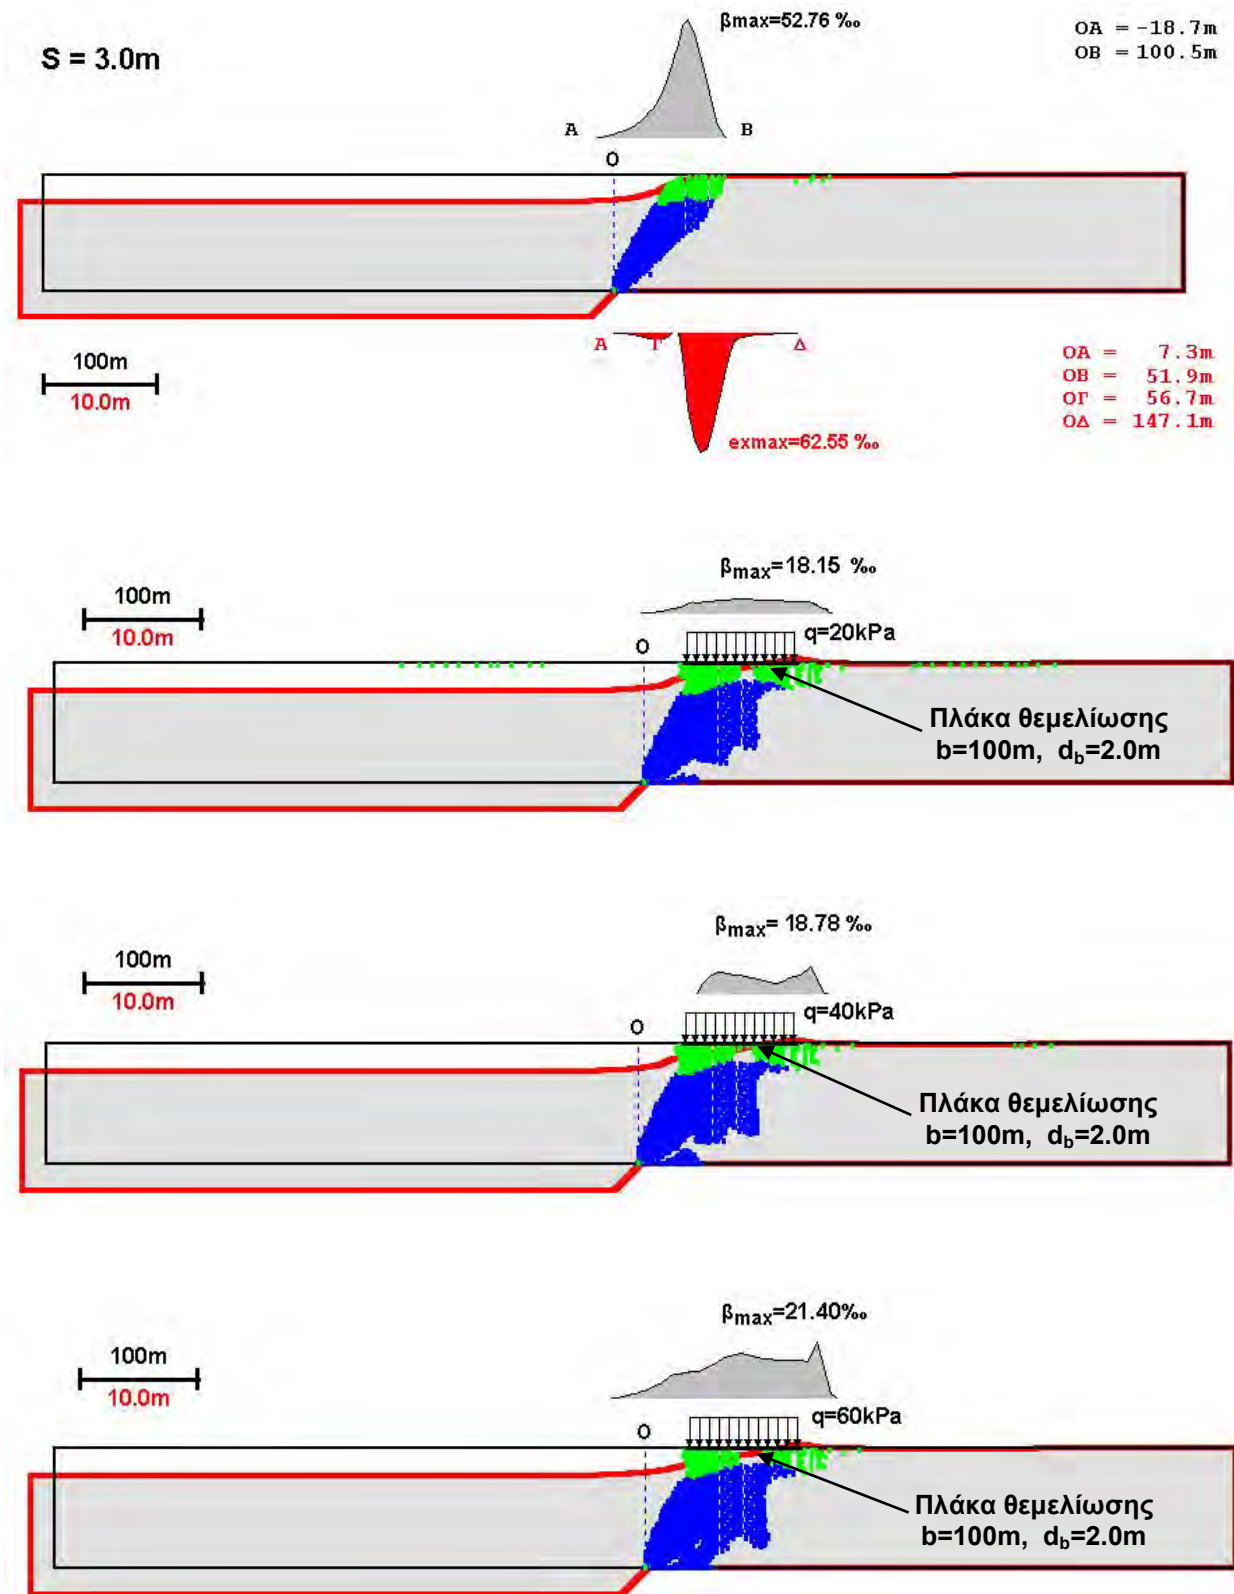 βmax=52.76 ‰
OA = -18.7m
OB = 100.5m
S = 3.0m
A
B
O
100m
10.0m
A
Γ
Δ
exmax=62.55 ‰
OA = 7.3m
OB = 51.9m
OΓ = 56.7m
OΔ = 147.1m
βmax=18.15 ‰
100m
10.0m
O
q=20kPa
Πλάκα θεμελίωσης
b=100m, db=2.0m
βmax= 18.78 ‰
100m
10.0m
O
q=40kPa
Πλάκα θεμελίωσης
b=100m, db=2.0m
βmax=21.40‰
100m
10.0m
O
q=60kPa
Πλάκα θεμελίωσης
b=100m, db=2.0m